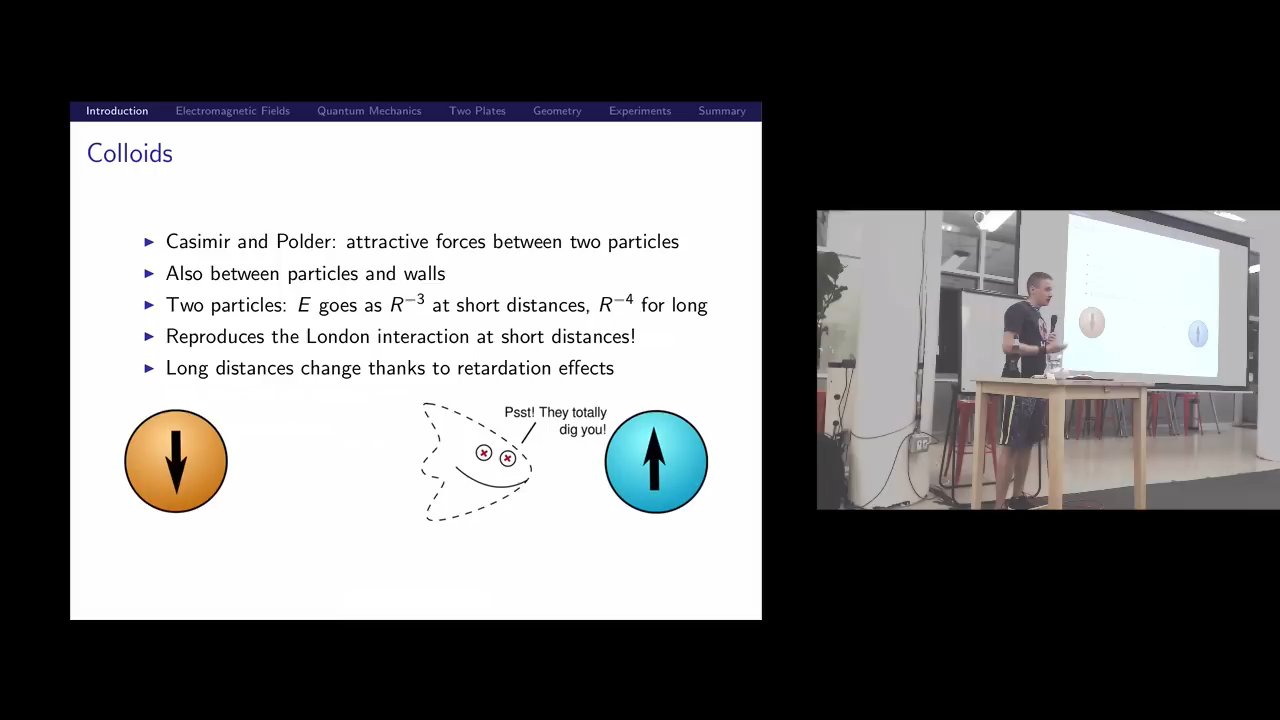 Introduction Electromagnetic Fields Quantum Mechanics Two Plates Geometry Experiments Summary
Colloids
Casimir and Polder: attractive forces between two particles
Also between particles and walls
Two particles: E goes as R⁻³ at short distances, R⁻⁴ for long
Reproduces the London interaction at short distances!
Long distances change thanks to retardation effects
Psst! They totally
dig you!